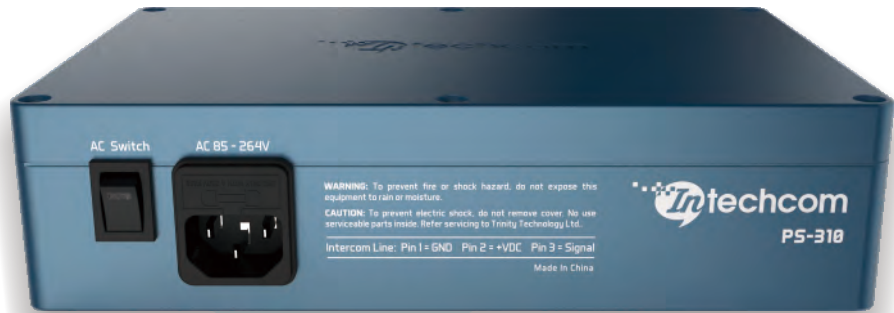 AC Switch
AC 85 - 264V
WARNING: To prevent fire or shock hazard, do not expose this
equipment to rain or moisture.
CAUTION: To prevent electric shock, do not remove cover. No use
serviceable parts inside. Refer servicing to Trinity Technology Ltd.
Intercom Line: Pin 1 = GND Pin 2 = +VDC Pin 3 = Signal
Made In China
Intechcom
PS-310